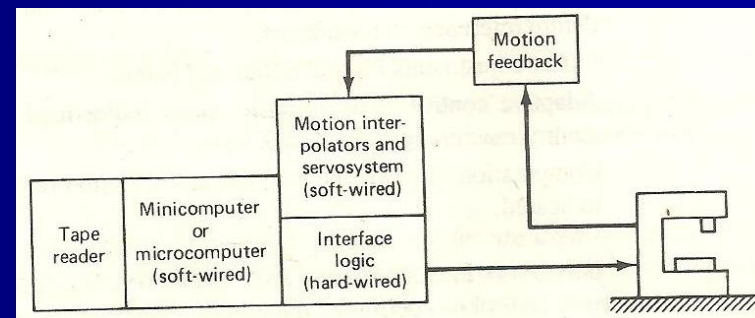 Motion
feedback
Motion inter-
polators and
servosystem
(soft-wired)
Tape
reader
Minicomputer
or
microcomputer
(soft-wired)
Interface
logic
(hard-wired)